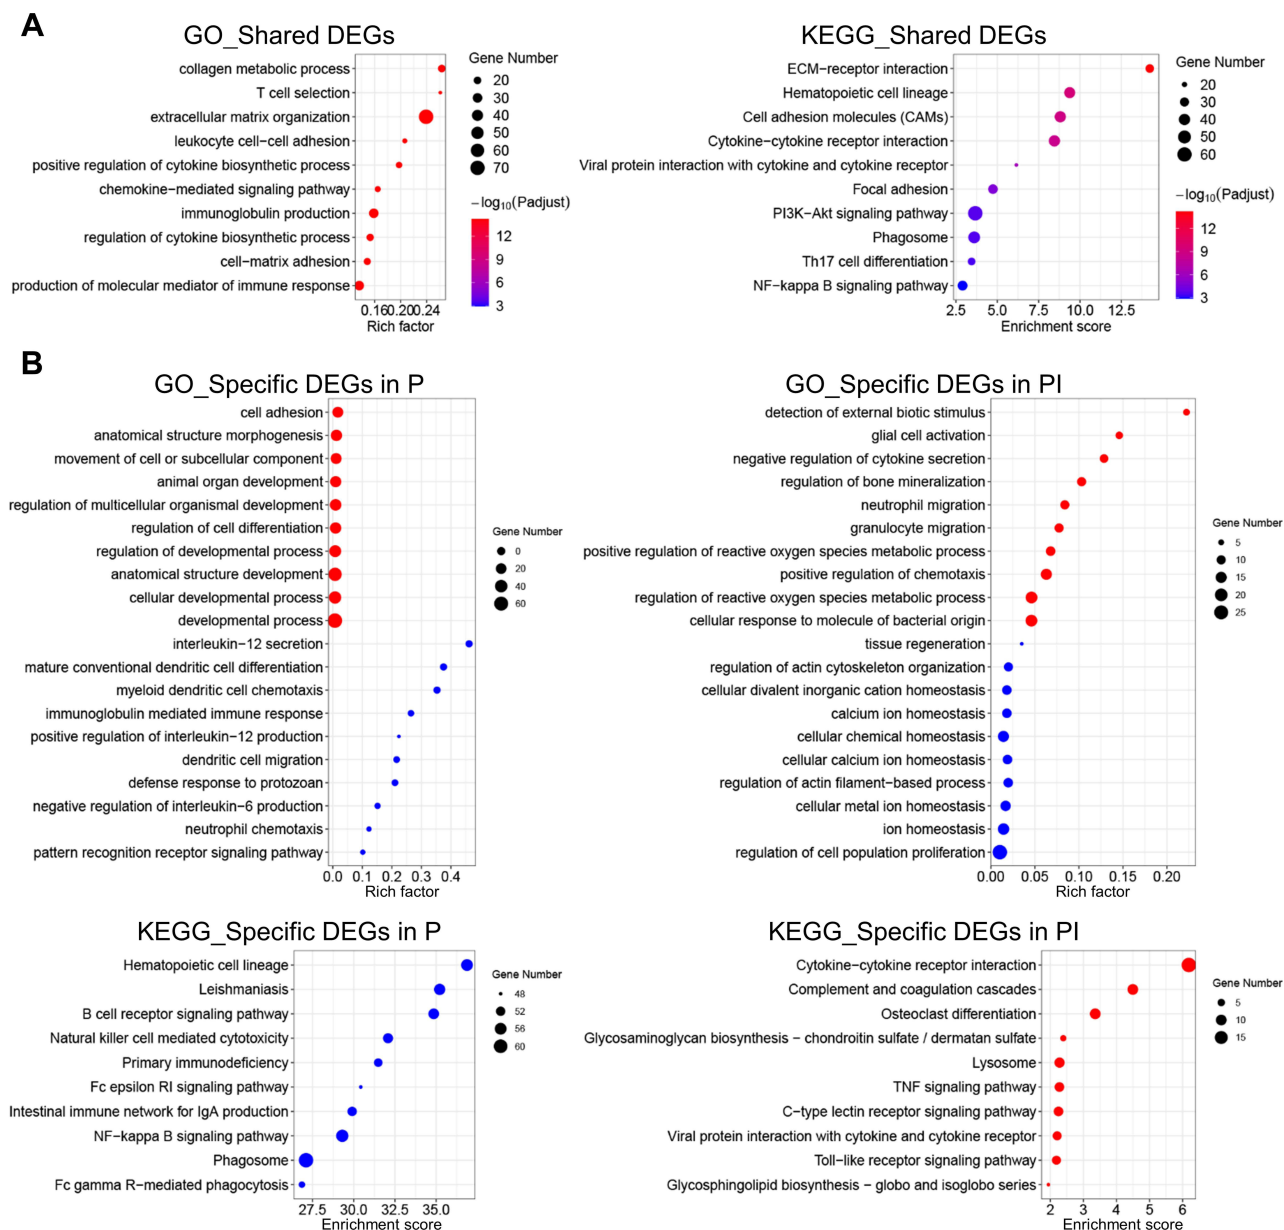 A
GO_Shared DEGs
collagen metabolic process
T cell selection
extracellular matrix organization
leukocyte cell−cell adhesion
positive regulation of cytokine biosynthetic process
chemokine−mediated signaling pathway
immunoglobulin production
regulation of cytokine biosynthetic process
cell−matrix adhesion
production of molecular mediator of immune response
0.16 0.20 0.24
Rich factor
Gene Number
20
30
40
50
60
70
−log10(Padjust)
12
9
6
3
KEGG_Shared DEGs
ECM−receptor interaction
Hematopoietic cell lineage
Cell adhesion molecules (CAMs)
Cytokine−cytokine receptor interaction
Viral protein interaction with cytokine and cytokine receptor
Focal adhesion
PI3K−Akt signaling pathway
Phagosome
Th17 cell differentiation
NF−kappa B signaling pathway
2.5 5.0 7.5 10.0 12.5
Enrichment score
Gene Number
20
30
40
50
60
−log10(Padjust)
12
9
6
3
B
GO_Specific DEGs in P
cell adhesion
anatomical structure morphogenesis
movement of cell or subcellular component
animal organ development
regulation of multicellular organismal development
regulation of cell differentiation
regulation of developmental process
anatomical structure development
cellular developmental process
developmental process
interleukin−12 secretion
mature conventional dendritic cell differentiation
myeloid dendritic cell chemotaxis
immunoglobulin mediated immune response
positive regulation of interleukin−12 production
dendritic cell migration
defense response to protozoan
negative regulation of interleukin−6 production
neutrophil chemotaxis
pattern recognition receptor signaling pathway
0.0 0.1 0.2 0.3 0.4
Rich factor
Gene Number
0
20
40
60
GO_Specific DEGs in PI
detection of external biotic stimulus
glial cell activation
negative regulation of cytokine secretion
regulation of bone mineralization
neutrophil migration
granulocyte migration
positive regulation of reactive oxygen species metabolic process
positive regulation of chemotaxis
regulation of reactive oxygen species metabolic process
cellular response to molecule of bacterial origin
tissue regeneration
regulation of actin cytoskeleton organization
cellular divalent inorganic cation homeostasis
calcium ion homeostasis
cellular chemical homeostasis
cellular calcium ion homeostasis
regulation of actin filament−based process
cellular metal ion homeostasis
ion homeostasis
regulation of cell population proliferation
0.00 0.05 0.10 0.15 0.20
Rich factor
Gene Number
5
10
15
20
25
KEGG_Specific DEGs in P
Hematopoietic cell lineage
Leishmaniasis
B cell receptor signaling pathway
Natural killer cell mediated cytotoxicity
Primary immunodeficiency
Fc epsilon RI signaling pathway
Intestinal immune network for IgA production
NF−kappa B signaling pathway
Phagosome
Fc gamma R−mediated phagocytosis
27.5 30.0 32.5 35.0
Enrichment score
Gene Number
48
52
56
60
KEGG_Specific DEGs in PI
Cytokine−cytokine receptor interaction
Complement and coagulation cascades
Osteoclast differentiation
Glycosaminoglycan biosynthesis − chondroitin sulfate / dermatan sulfate
Lysosome
TNF signaling pathway
C−type lectin receptor signaling pathway
Viral protein interaction with cytokine and cytokine receptor
Toll−like receptor signaling pathway
Glycosphingolipid biosynthesis − globo and isoglobo series
2 3 4 5 6
Enrichment score
Gene Number
5
10
15